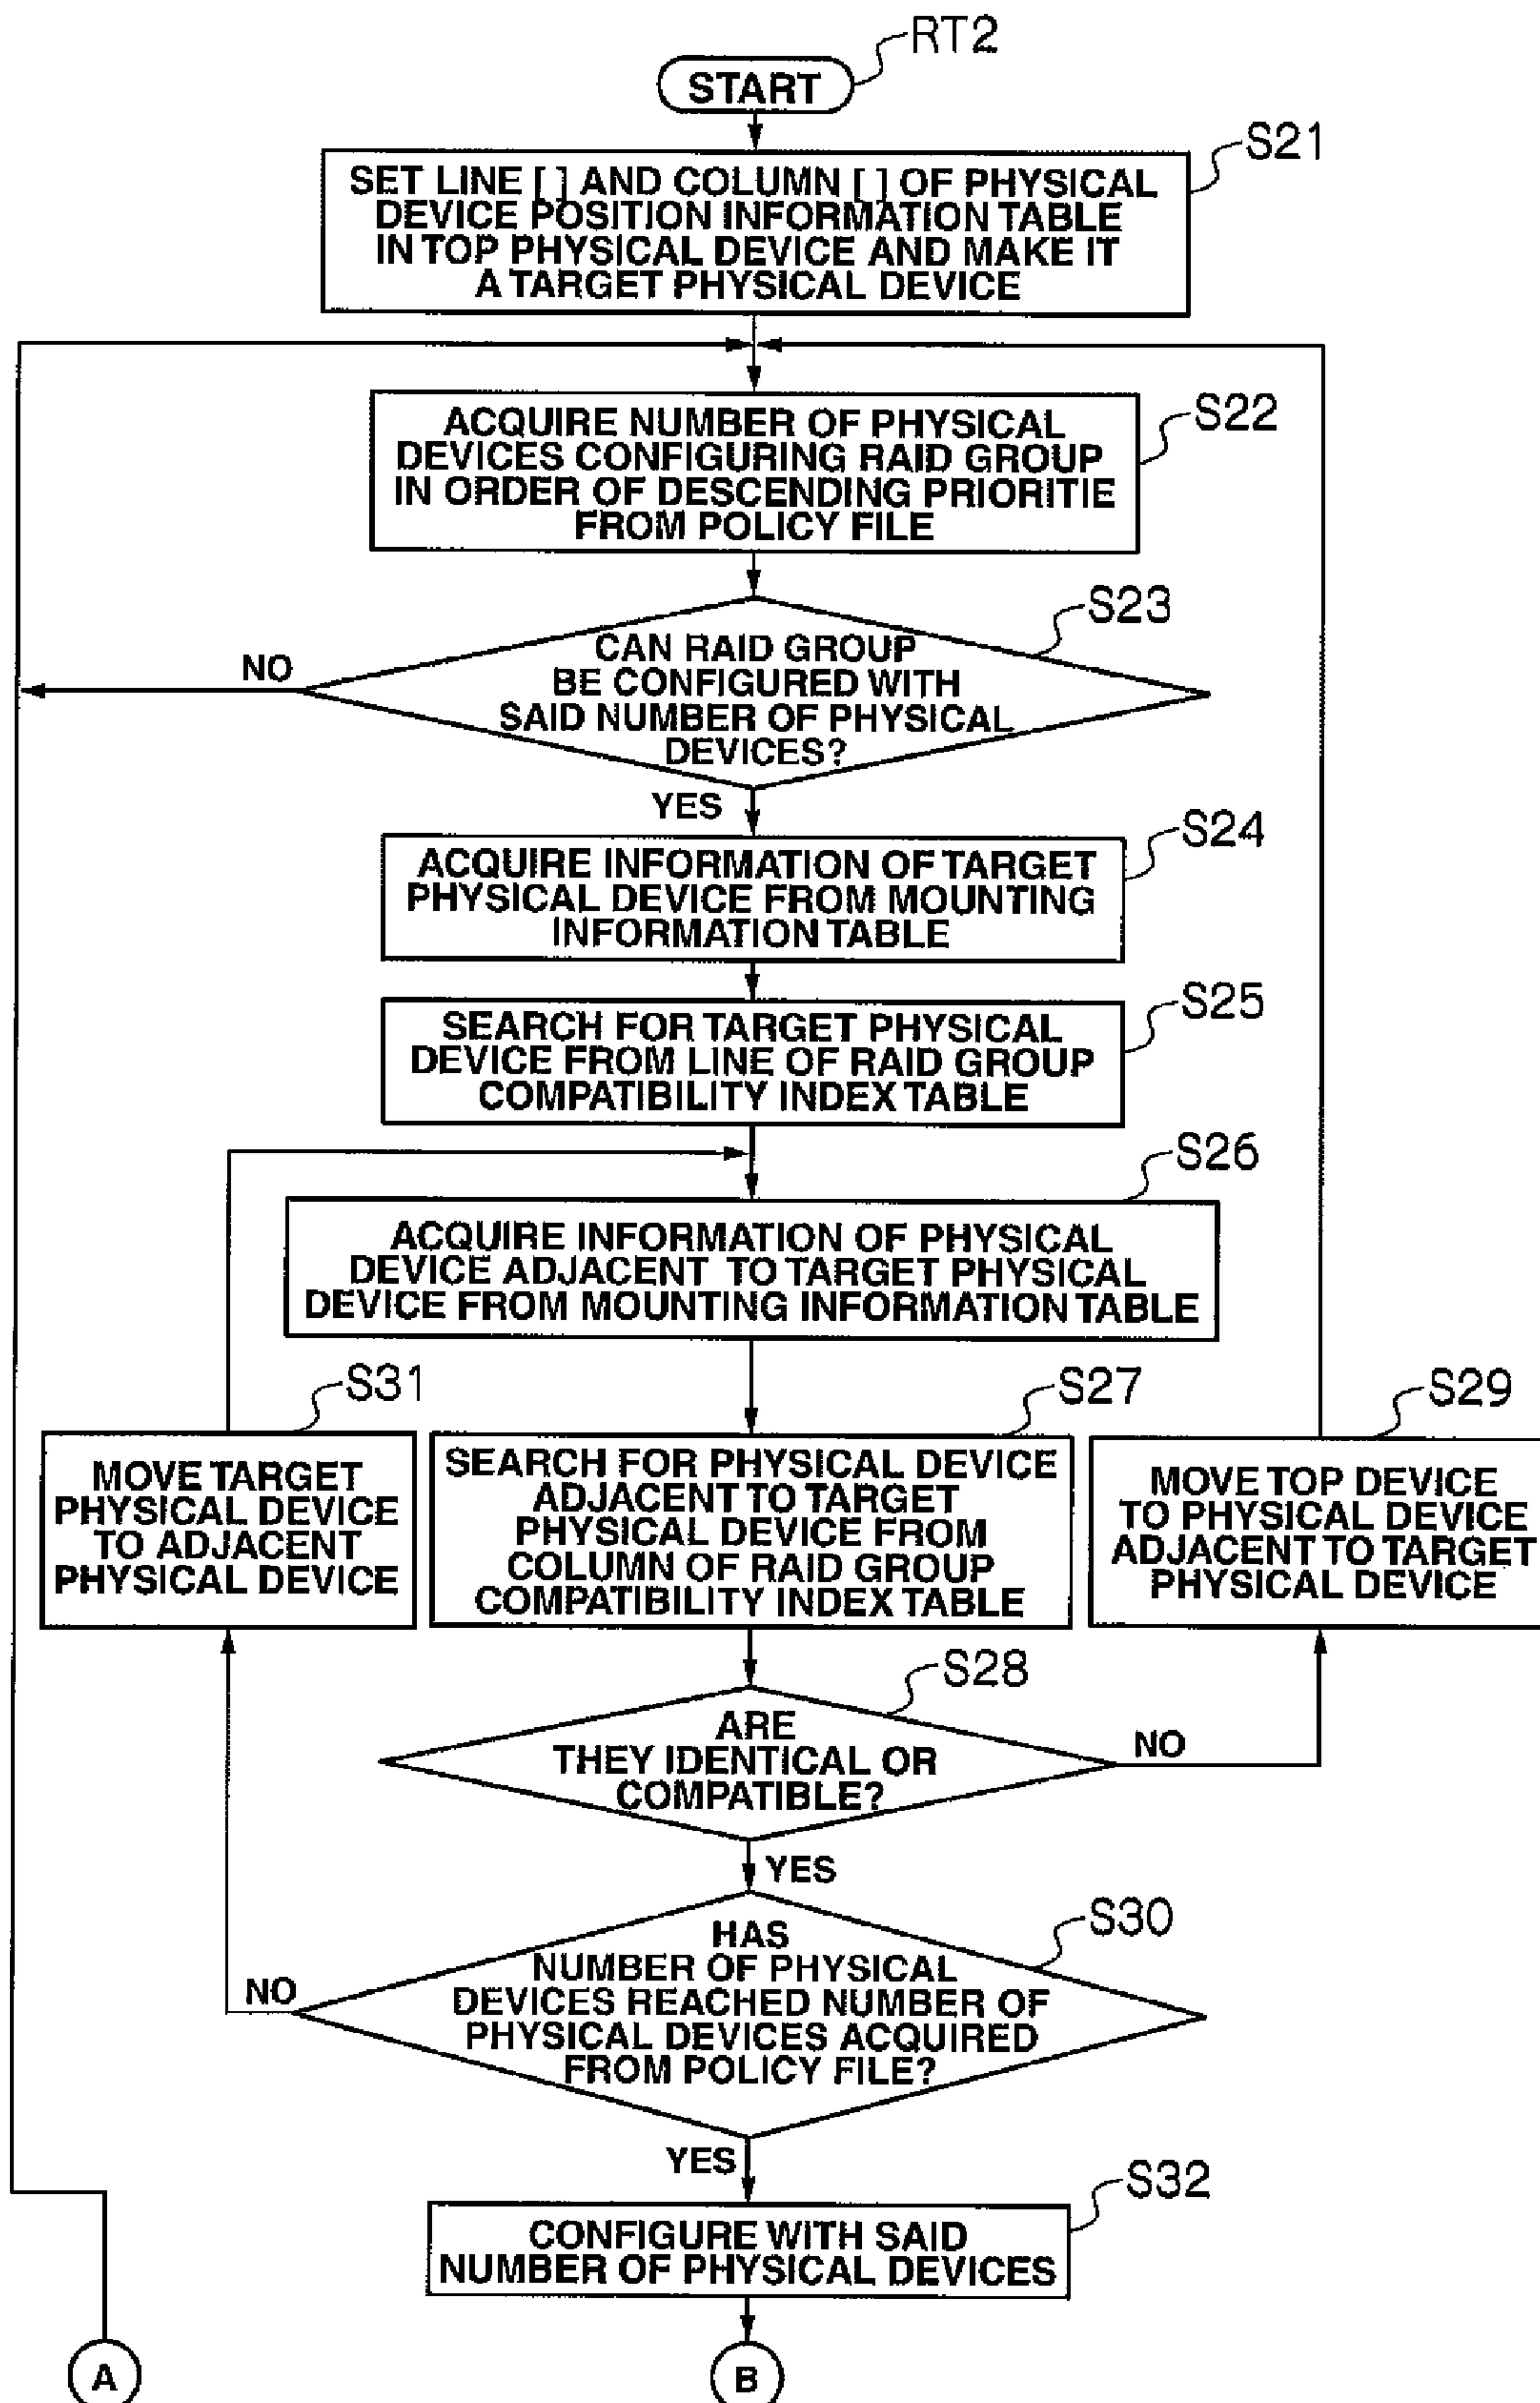 RT2
START
S21
SET LINE [ ] AND COLUMN [ ] OF PHYSICAL
DEVICE POSITION INFORMATION TABLE
IN TOP PHYSICAL DEVICE AND MAKE IT
A TARGET PHYSICAL DEVICE
S22
ACQUIRE NUMBER OF PHYSICAL
DEVICES CONFIGURING RAID GROUP
IN ORDER OF DESCENDING PRIORITIE
FROM POLICY FILE
S23
CAN RAID GROUP
BE CONFIGURED WITH
SAID NUMBER OF PHYSICAL
DEVICES?
NO
YES
S24
ACQUIRE INFORMATION OF TARGET
PHYSICAL DEVICE FROM MOUNTING
INFORMATION TABLE
S25
SEARCH FOR TARGET PHYSICAL
DEVICE FROM LINE OF RAID GROUP
COMPATIBILITY INDEX TABLE
S26
ACQUIRE INFORMATION OF PHYSICAL
DEVICE ADJACENT TO TARGET PHYSICAL
DEVICE FROM MOUNTING INFORMATION TABLE
S31
MOVE TARGET
PHYSICAL DEVICE
TO ADJACENT
PHYSICAL DEVICE
S27
SEARCH FOR PHYSICAL DEVICE
ADJACENT TO TARGET
PHYSICAL DEVICE FROM
COLUMN OF RAID GROUP
COMPATIBILITY INDEX TABLE
S29
MOVE TOP DEVICE
TO PHYSICAL DEVICE
ADJACENT TO TARGET
PHYSICAL DEVICE
S28
ARE
THEY IDENTICAL OR
COMPATIBLE?
NO
YES
S30
HAS
NUMBER OF PHYSICAL
DEVICES REACHED NUMBER OF
PHYSICAL DEVICES ACQUIRED
FROM POLICY FILE?
NO
YES
S32
CONFIGURE WITH SAID
NUMBER OF PHYSICAL DEVICES
A
B